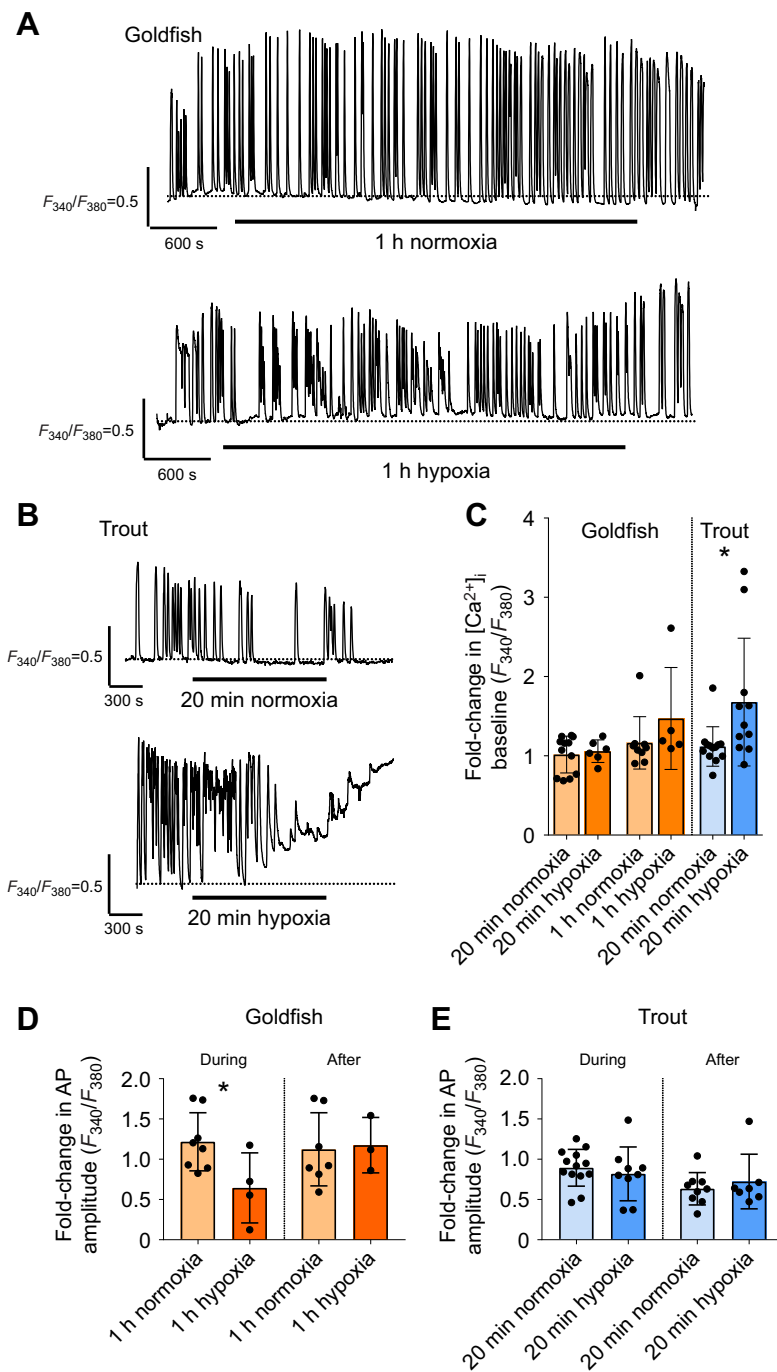 A
Goldfish
F340/F380=0.5
600 s
1 h normoxia
F340/F380=0.5
600 s
1 h hypoxia
B
Trout
F340/F380=0.5
300 s
20 min normoxia
F340/F380=0.5
300 s
20 min hypoxia
C
Goldfish
Trout
*
Fold-change in [Ca2+]i
baseline (F340/F380)
4
3
2
1
0
20 min normoxia
20 min hypoxia
1 h normoxia
1 h hypoxia
20 min normoxia
20 min hypoxia
D
Goldfish
During
After
*
Fold-change in AP
amplitude (F340/F380)
2.0
1.5
1.0
0.5
0
1 h normoxia
1 h hypoxia
1 h normoxia
1 h hypoxia
E
Trout
During
After
Fold-change in AP
amplitude (F340/F380)
2.0
1.5
1.0
0.5
0
20 min normoxia
20 min hypoxia
20 min normoxia
20 min hypoxia